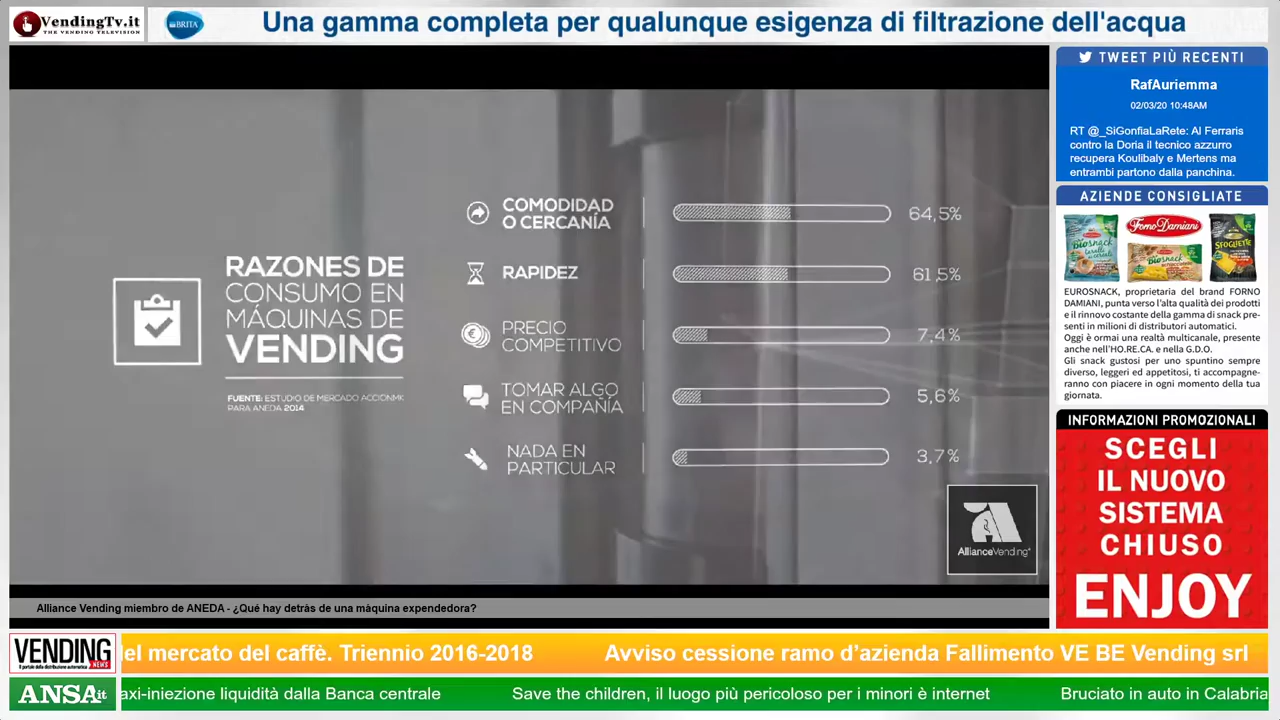 VendingTv.it
THE VENDING TELEVISION
BRITA
Una gamma completa per qualunque esigenza di filtrazione dell'acqua
RAZONES DE
CONSUMO EN
MÁQUINAS DE
VENDING
FUENTE: ESTUDIO DE MERCADO ACCIONMK
PARA ANEDA 2014
COMODIDAD
O CERCANÍA
64,5%
RAPIDEZ
61,5%
PRECIO
COMPETITIVO
7,4%
TOMAR ALGO
EN COMPAÑÍA
5,6%
NADA EN
PARTICULAR
3,7%
AllianceVending
Alliance Vending miembro de ANEDA - ¿Qué hay detrás de una máquina expendedora?
TWEET PIÙ RECENTI
RafAuriemma
02/03/20 10:48AM
RT @_SiGonfiaLaRete: Al Ferraris
contro la Doria il tecnico azzurro
recupera Koulibaly e Mertens ma
entrambi partono dalla panchina.
AZIENDE CONSIGLIATE
Forno Damiani
Biosnack
Biosnack
SFOGLIETTE
EUROSNACK, proprietaria del brand FORNO
DAMIANI, punta verso l'alta qualità dei prodotti
e il rinnovo costante della gamma di snack pre-
senti in milioni di distributori automatici.
Oggi è ormai una realtà multicanale, presente
anche nell'HO.RE.CA. e nella G.D.O.
Gli snack gustosi per uno spuntino sempre
diverso, leggeri ed appetitosi, ti accompagne-
ranno con piacere in ogni momento della tua
giornata.
INFORMAZIONI PROMOZIONALI
SCEGLI
IL NUOVO
SISTEMA
CHIUSO
ENJOY
VENDING
NEWS
Il portale della distribuzione automatica
del mercato del caffè. Triennio 2016-2018 Avviso cessione ramo d'azienda Fallimento VE BE Vending srl
ANSA.it
axi-iniezione liquidità dalla Banca centrale Save the children, il luogo più pericoloso per i minori è internet Bruciato in auto in Calabria